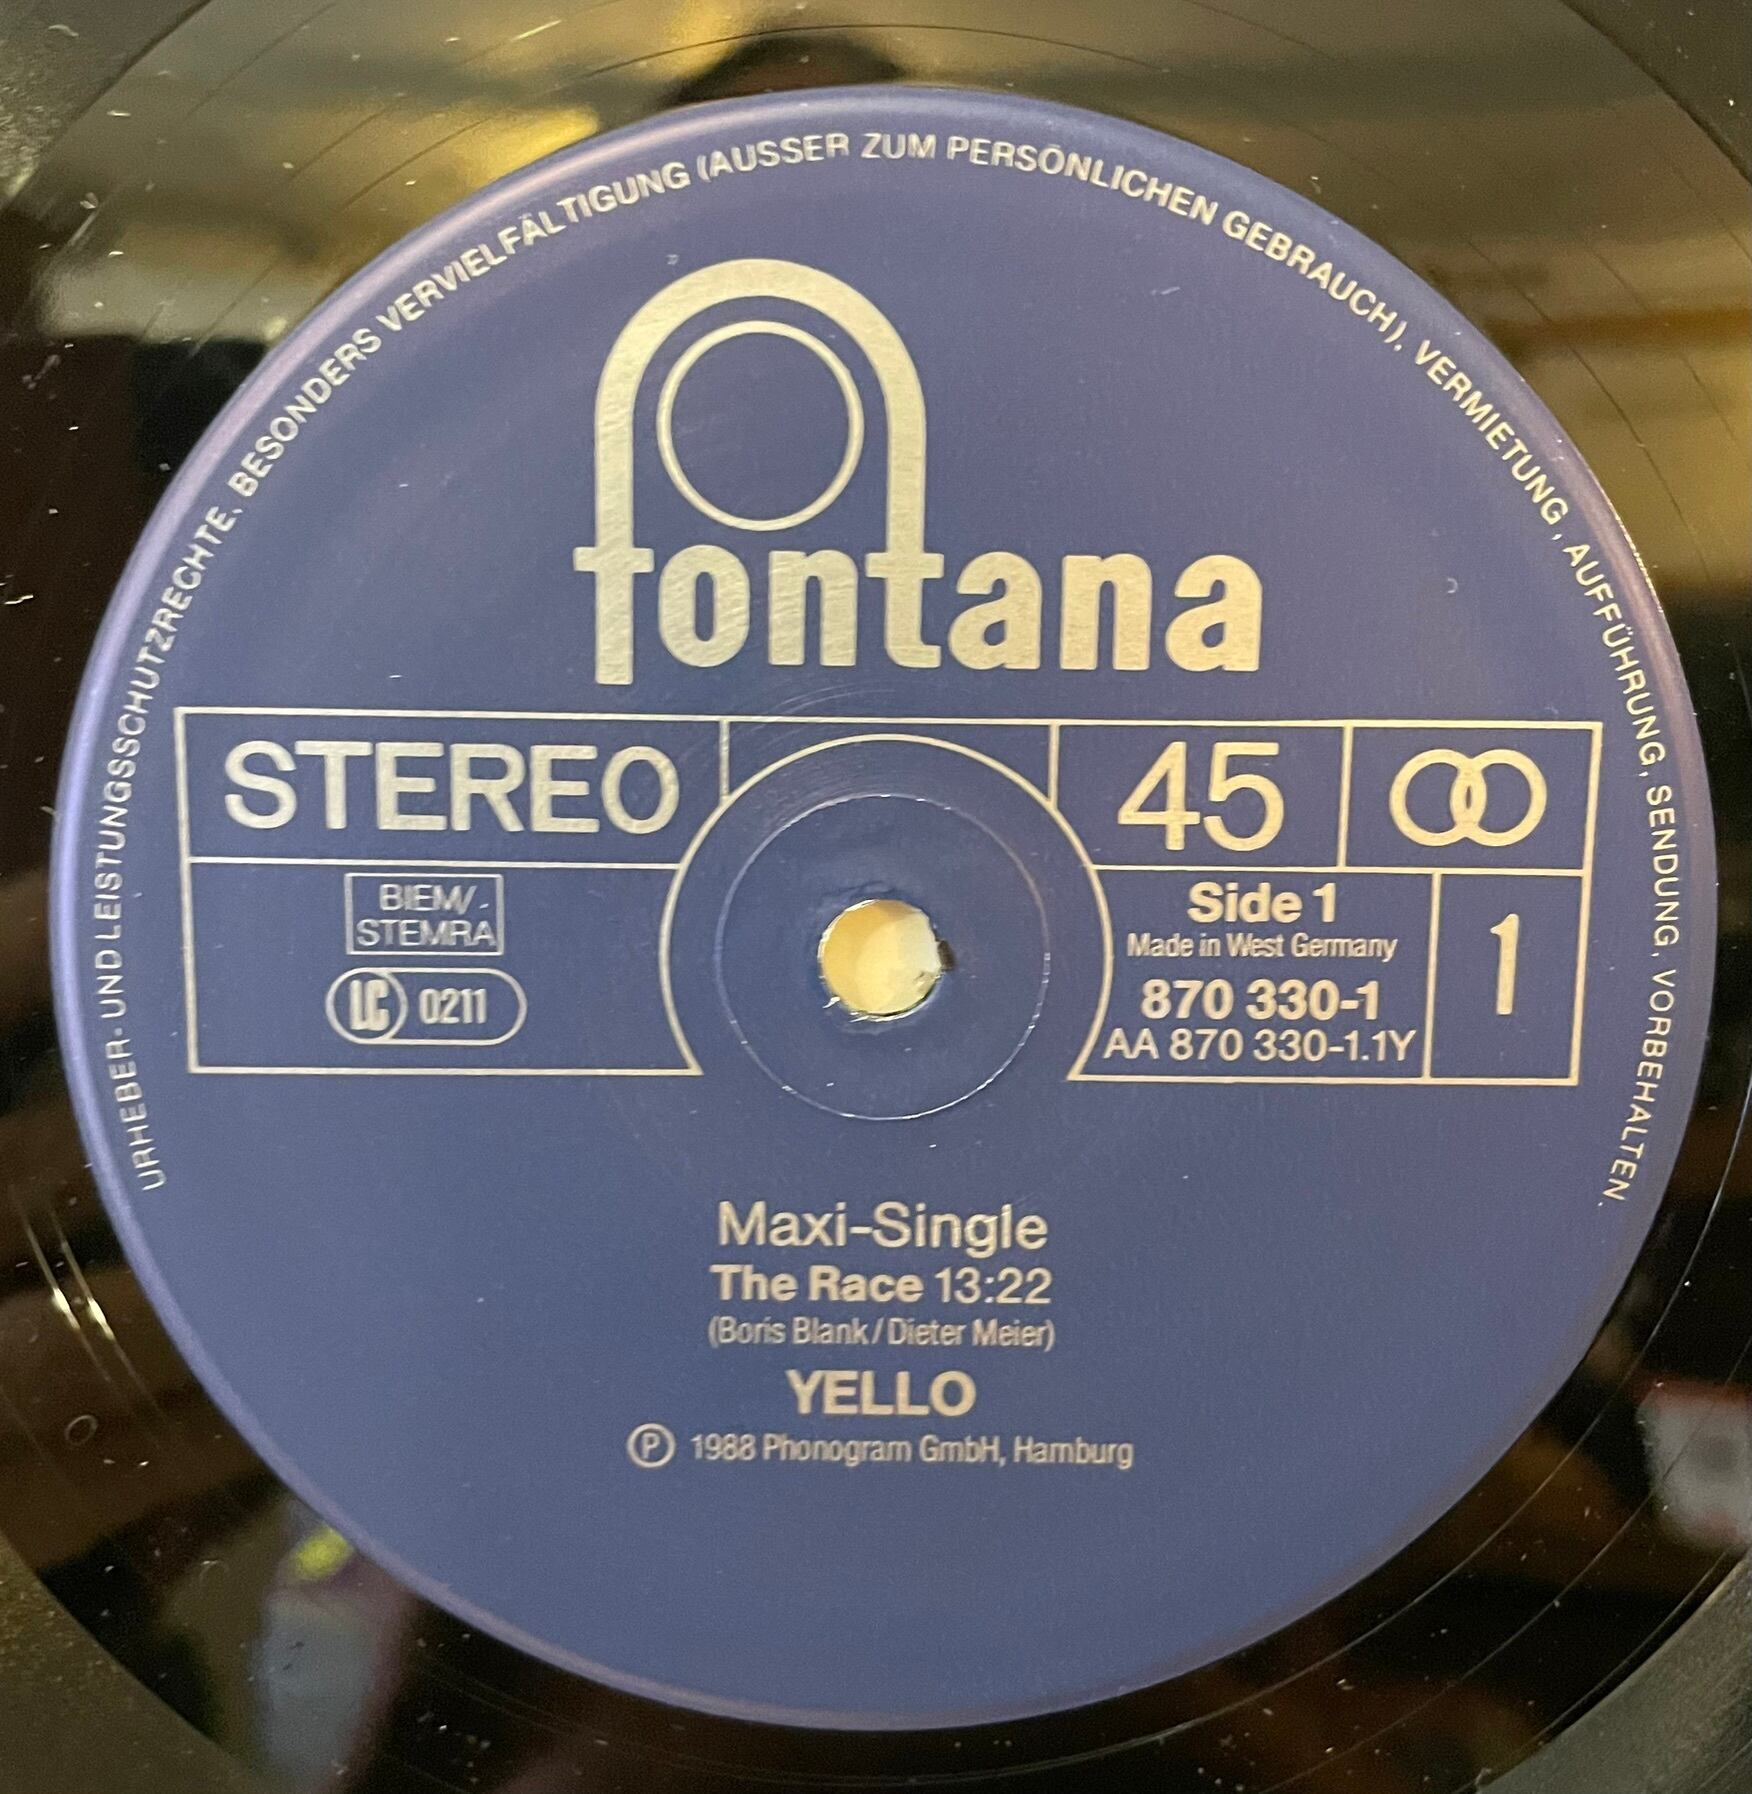 URHEBER- UND LEISTUNGSSCHUTZRECHTE, BESONDERS VERVIELFÄLTIGUNG (AUSSER ZUM PERSÖNLICHEN GEBRAUCH), VERMIETUNG, AUFFÜHRUNG, SENDUNG, VORBEHALTEN.
fontana
STEREO
45
BIEM/
STEMRA
LC 0211
Side 1
Made in West Germany
870 330-1
AA 870 330-1.1Y
1
Maxi-Single
The Race 13:22
(Boris Blank / Dieter Meier)
YELLO
Ⓟ 1988 Phonogram GmbH, Hamburg